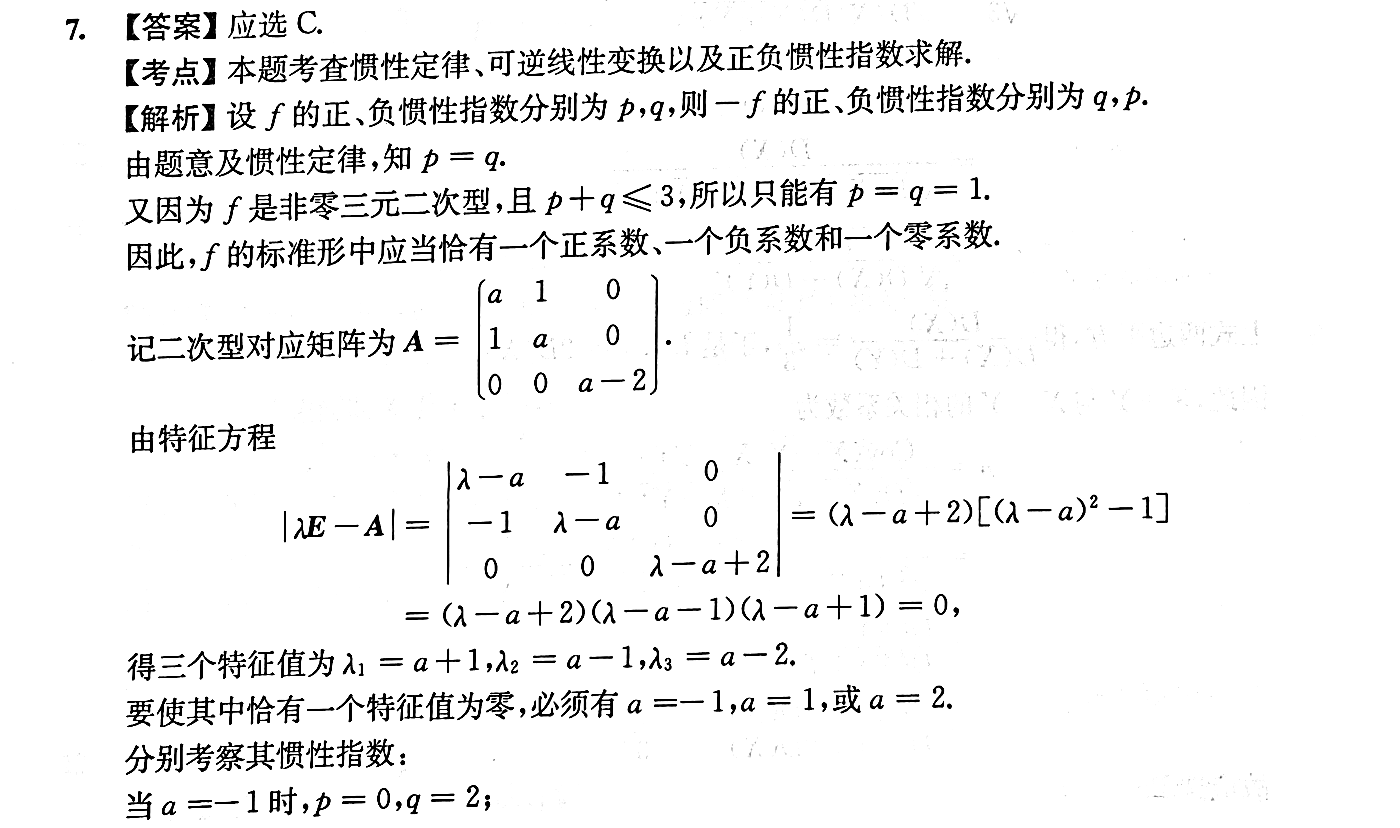 7. 【答案】应选 C.
【考点】本题考查惯性定律、可逆线性变换以及正负惯性指数求解.
【解析】设 f 的正、负惯性指数分别为 p,q,则 −f 的正、负惯性指数分别为 q,p.
由题意及惯性定律,知 p = q.
又因为 f 是非零三元二次型,且 p+q⩽3,所以只能有 p = q = 1.
因此,f 的标准形中应当恰有一个正系数、一个负系数和一个零系数.
a 1 0
记二次型对应矩阵为 A = 1 a 0 .
0 0 a−2
由特征方程
λ−a −1 0
|λE−A| = −1 λ−a 0 = (λ−a+2)[(λ−a)²−1]
0 0 λ−a+2
= (λ−a+2)(λ−a−1)(λ−a+1) = 0,
得三个特征值为 λ₁ = a+1,λ₂ = a−1,λ₃ = a−2.
要使其中恰有一个特征值为零,必须有 a =−1,a = 1,或 a = 2.
分别考察其惯性指数:
当 a =−1 时,p = 0,q = 2;